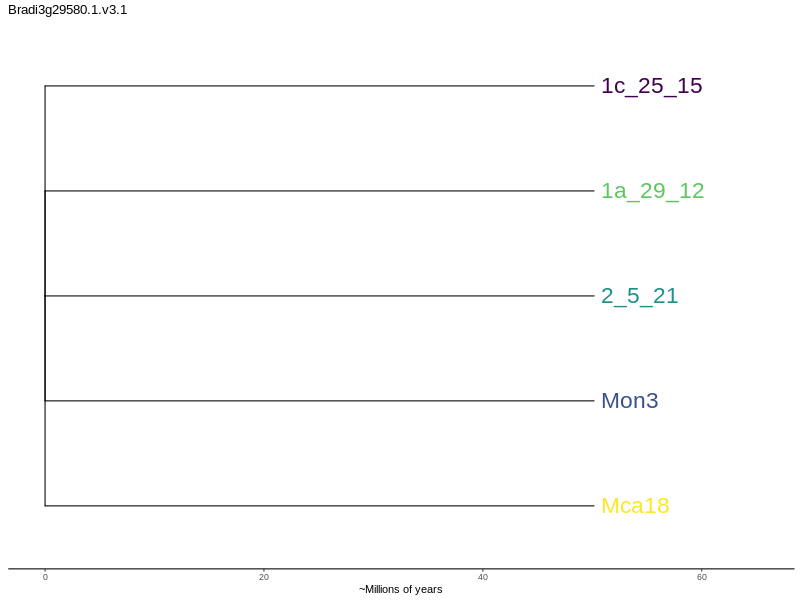 Bradi3g29580.1.v3.1
1c_25_15
1a_29_12
2_5_21
Mon3
Mca18
0 20 40 60
~Millions of years